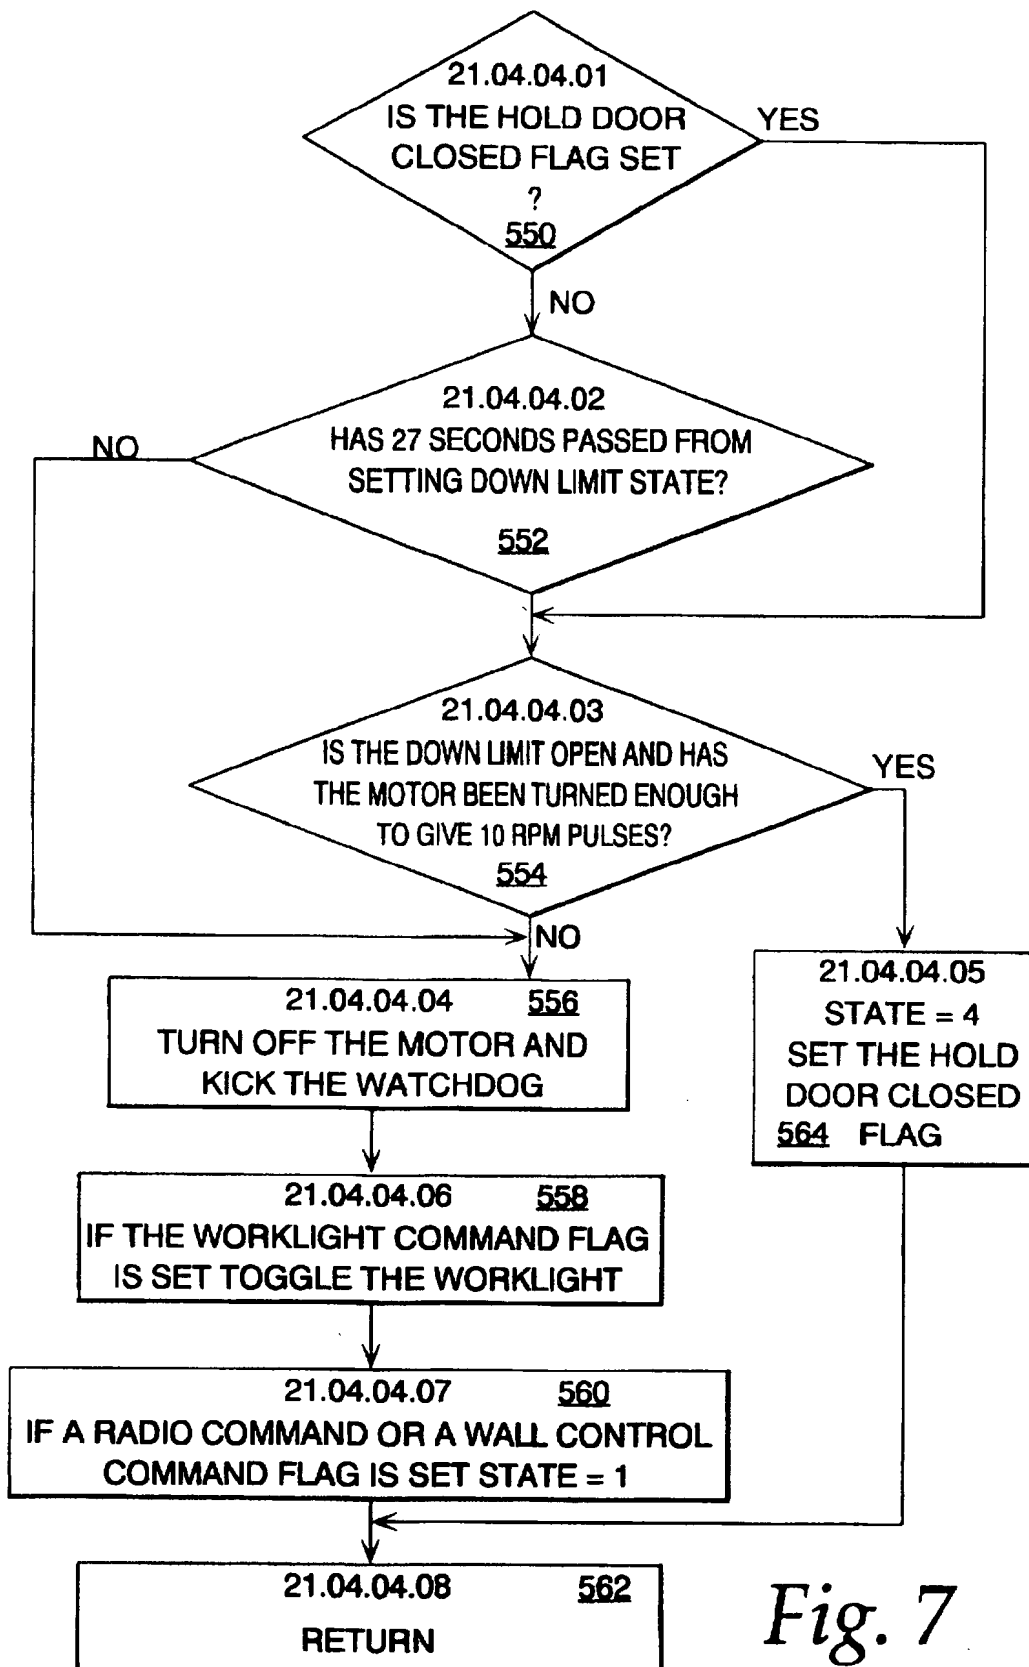 21.04.04.01
IS THE HOLD DOOR
CLOSED FLAG SET
?
550
YES
NO
21.04.04.02
HAS 27 SECONDS PASSED FROM
SETTING DOWN LIMIT STATE?
552
NO
21.04.04.03
IS THE DOWN LIMIT OPEN AND HAS
THE MOTOR BEEN TURNED ENOUGH
TO GIVE 10 RPM PULSES?
554
YES
NO
21.04.04.04 556
TURN OFF THE MOTOR AND
KICK THE WATCHDOG
21.04.04.05
STATE = 4
SET THE HOLD
DOOR CLOSED
564 FLAG
21.04.04.06 558
IF THE WORKLIGHT COMMAND FLAG
IS SET TOGGLE THE WORKLIGHT
21.04.04.07 560
IF A RADIO COMMAND OR A WALL CONTROL
COMMAND FLAG IS SET STATE = 1
21.04.04.08 562
RETURN
Fig. 7